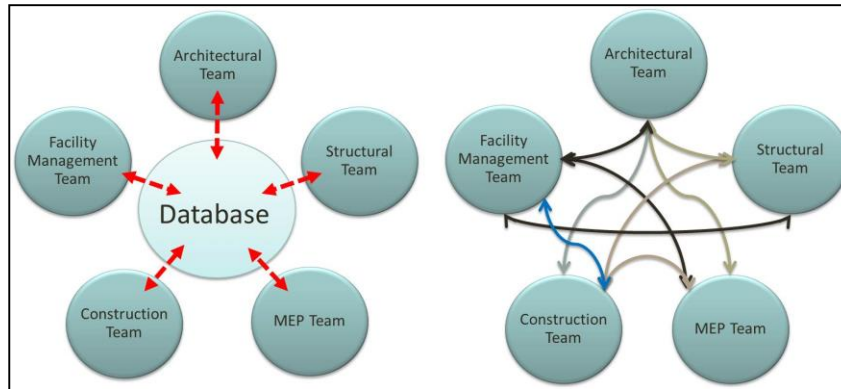 Architectural
Team
Facility
Management
Team
Structural
Team
Database
Construction
Team
MEP Team
Architectural
Team
Facility
Management
Team
Structural
Team
Construction
Team
MEP Team